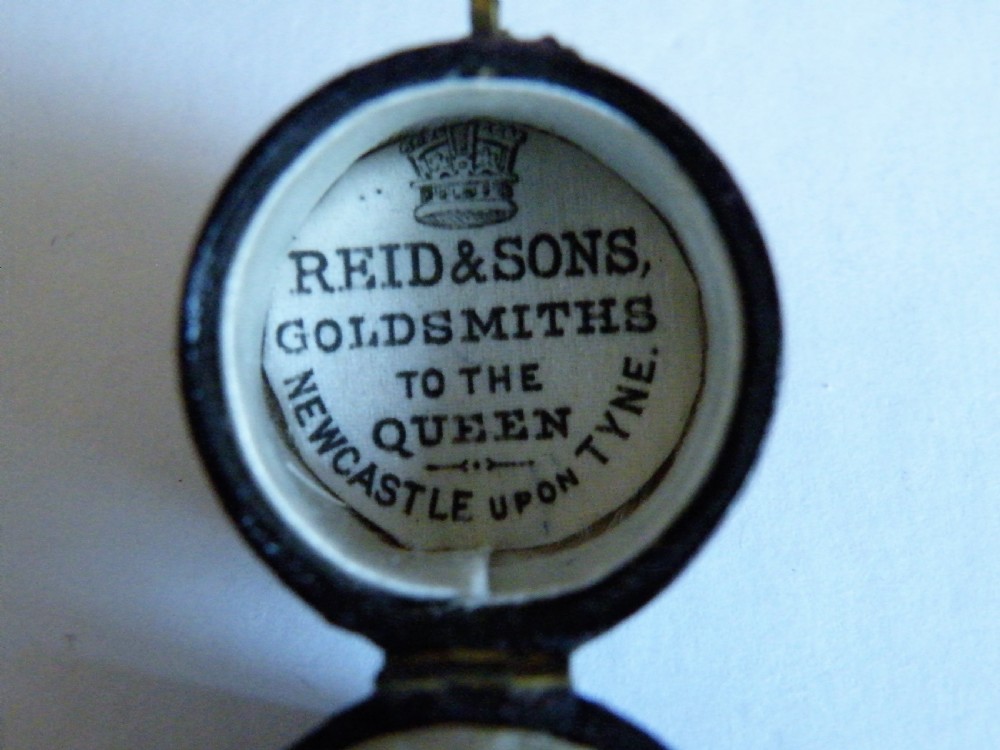 REID & SONS,
GOLDSMITHS
TO THE
QUEEN
NEWCASTLE UPON TYNE.